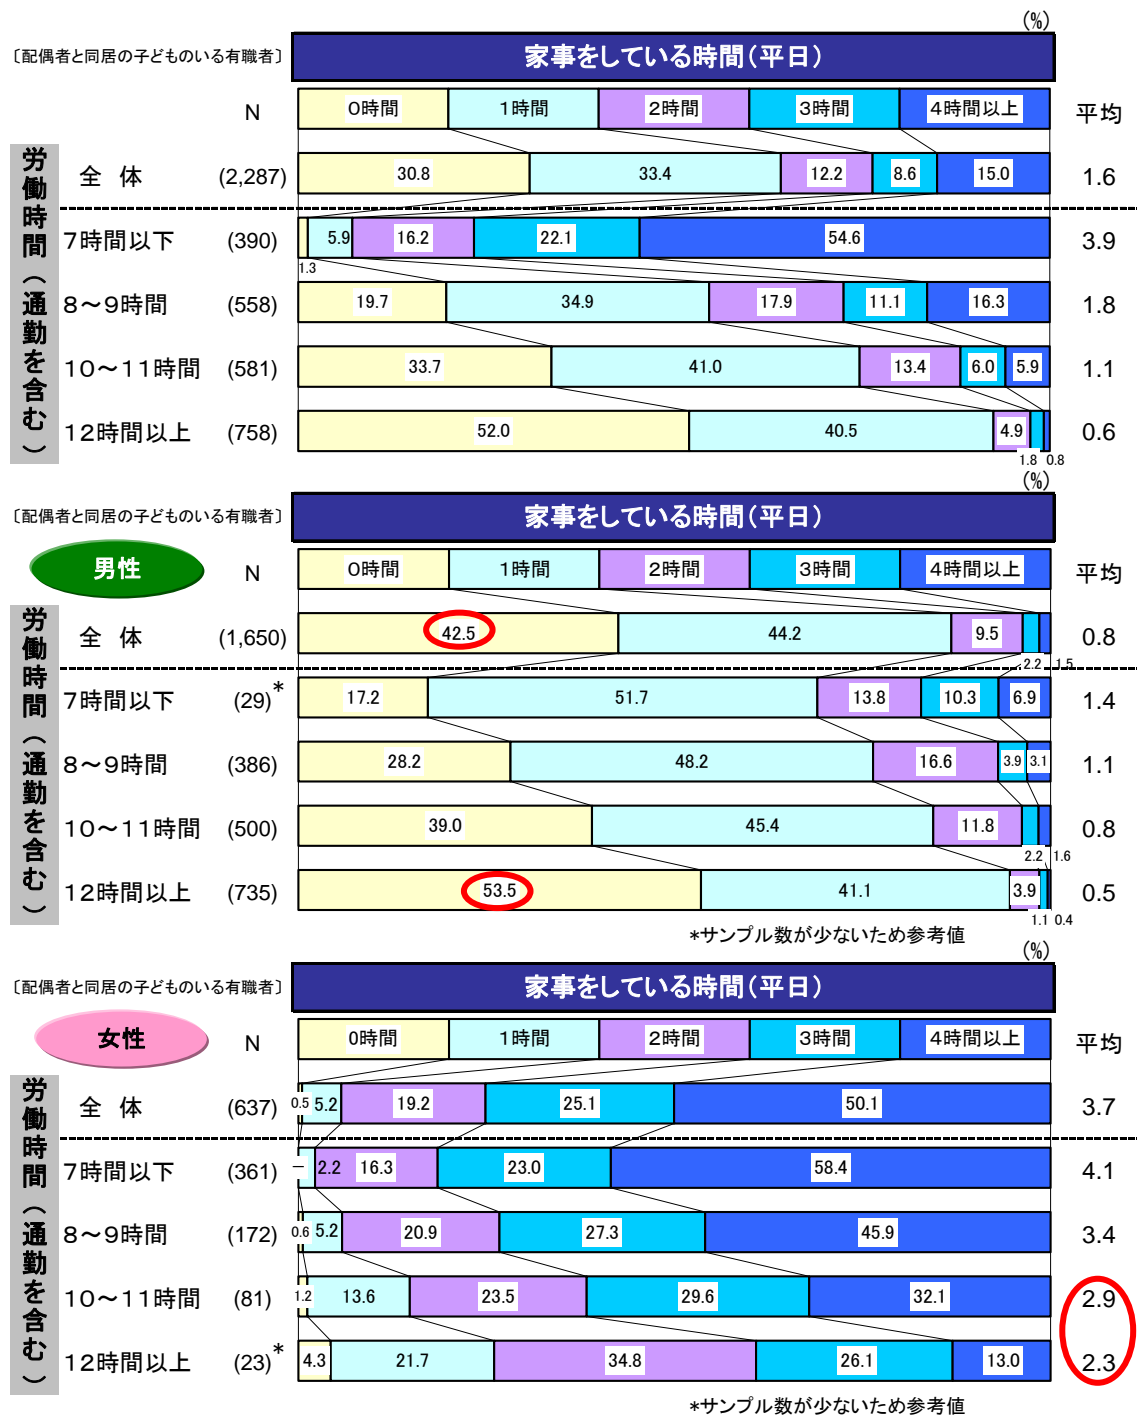 (%)
〔配偶者と同居の子どものいる有職者〕 家事をしている時間(平日)
N 0時間 1時間 2時間 3時間 4時間以上 平均
労働時間(通勤を含む)
全 体 (2,287) 30.8 33.4 12.2 8.6 15.0 1.6
7時間以下 (390) 1.3 5.9 16.2 22.1 54.6 3.9
8~9時間 (558) 19.7 34.9 17.9 11.1 16.3 1.8
10~11時間 (581) 33.7 41.0 13.4 6.0 5.9 1.1
12時間以上 (758) 52.0 40.5 4.9 1.8 0.8 0.6
(%)
〔配偶者と同居の子どものいる有職者〕 家事をしている時間(平日)
男性 N 0時間 1時間 2時間 3時間 4時間以上 平均
労働時間(通勤を含む)
全 体 (1,650) 42.5 44.2 9.5 2.2 1.5 0.8
7時間以下 (29)* 17.2 51.7 13.8 10.3 6.9 1.4
8~9時間 (386) 28.2 48.2 16.6 3.9 3.1 1.1
10~11時間 (500) 39.0 45.4 11.8 2.2 1.6 0.8
12時間以上 (735) 53.5 41.1 3.9 1.1 0.4 0.5
*サンプル数が少ないため参考値
(%)
〔配偶者と同居の子どものいる有職者〕 家事をしている時間(平日)
女性 N 0時間 1時間 2時間 3時間 4時間以上 平均
労働時間(通勤を含む)
全 体 (637) 0.5 5.2 19.2 25.1 50.1 3.7
7時間以下 (361) – 2.2 16.3 23.0 58.4 4.1
8~9時間 (172) 0.6 5.2 20.9 27.3 45.9 3.4
10~11時間 (81) 1.2 13.6 23.5 29.6 32.1 2.9
12時間以上 (23)* 4.3 21.7 34.8 26.1 13.0 2.3
*サンプル数が少ないため参考値